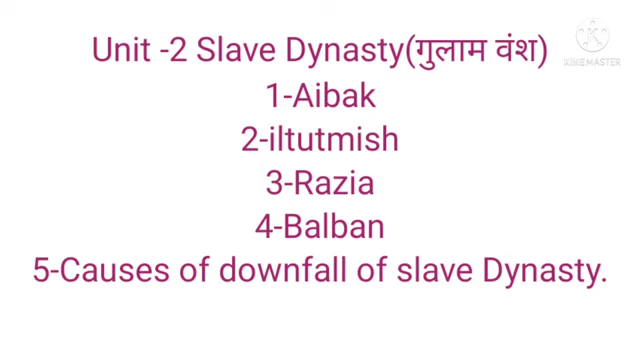 Unit -2 Slave Dynasty(गुलाम वंश)
1-Aibak
2-iltutmish
3-Razia
4-Balban
5-Causes of downfall of slave Dynasty.
KINEMASTER